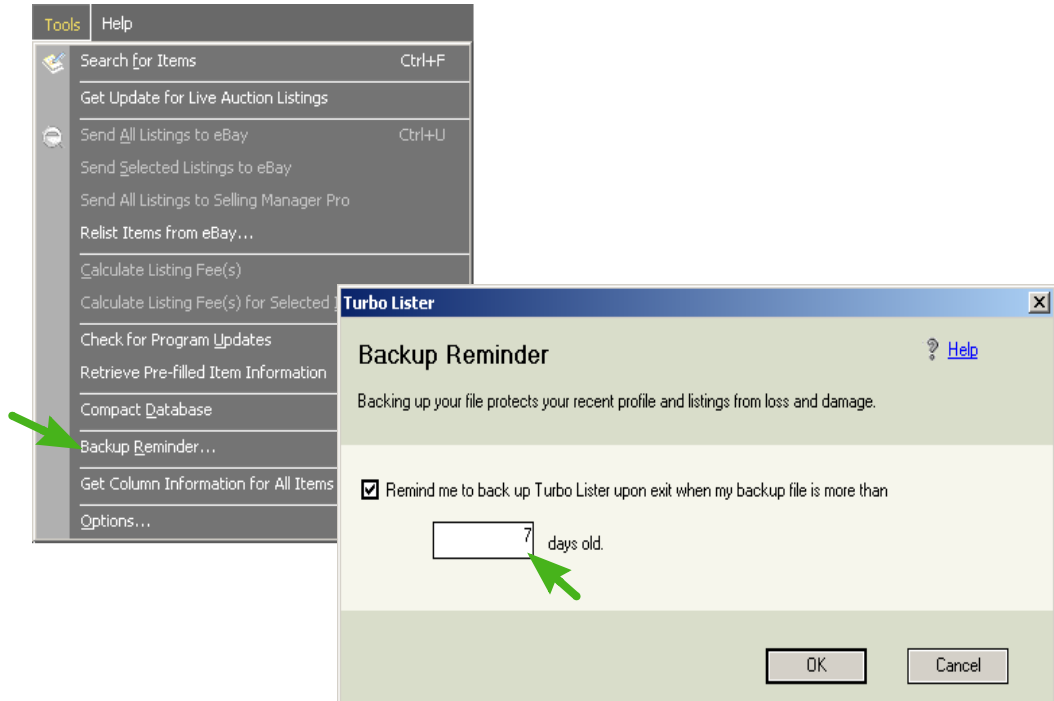 Tools Help
Search for Items Ctrl+F
Get Update for Live Auction Listings
Send All Listings to eBay Ctrl+U
Send Selected Listings to eBay
Send All Listings to Selling Manager Pro
Relist Items from eBay...
Calculate Listing Fee(s)
Calculate Listing Fee(s) for Selected
Check for Program Updates
Retrieve Pre-filled Item Information
Compact Database
Backup Reminder...
Get Column Information for All Items
Options...
Turbo Lister
Backup Reminder
? Help
Backing up your file protects your recent profile and listings from loss and damage.
Remind me to back up Turbo Lister upon exit when my backup file is more than
7 days old.
OK Cancel